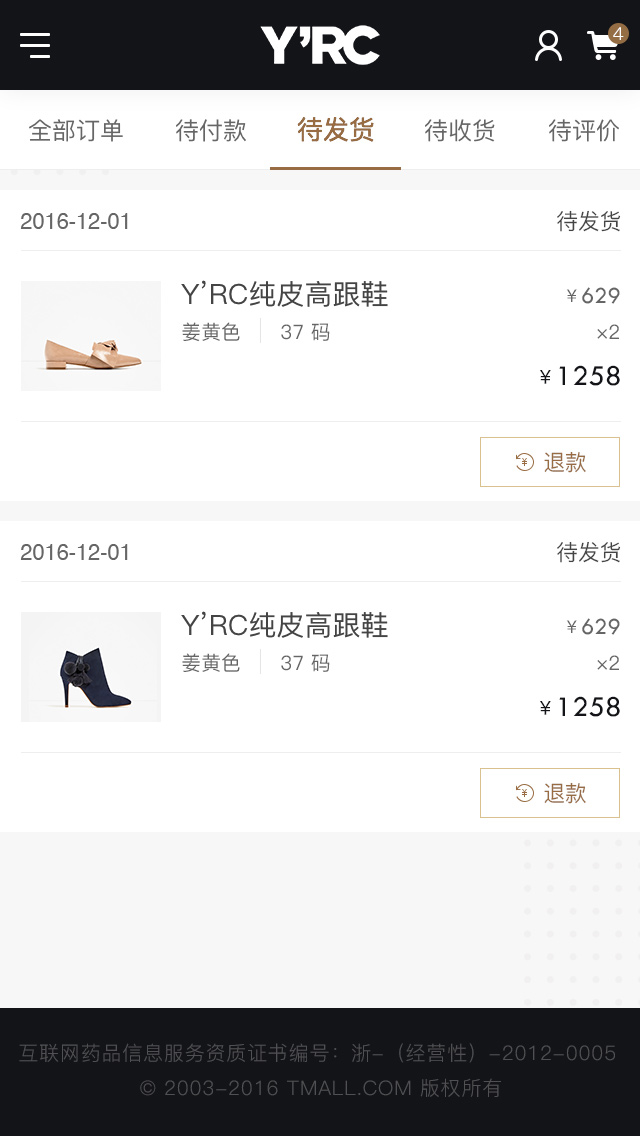 Y'RC
4
全部订单 待付款 待发货 待收货 待评价
2016-12-01 待发货
Y’RC纯皮高跟鞋 ¥629
姜黄色 37 码 ×2
¥1258
退款
2016-12-01 待发货
Y’RC纯皮高跟鞋 ¥629
姜黄色 37 码 ×2
¥1258
退款
互联网药品信息服务资质证书编号：浙-（经营性）-2012-0005
© 2003-2016 TMALL.COM 版权所有